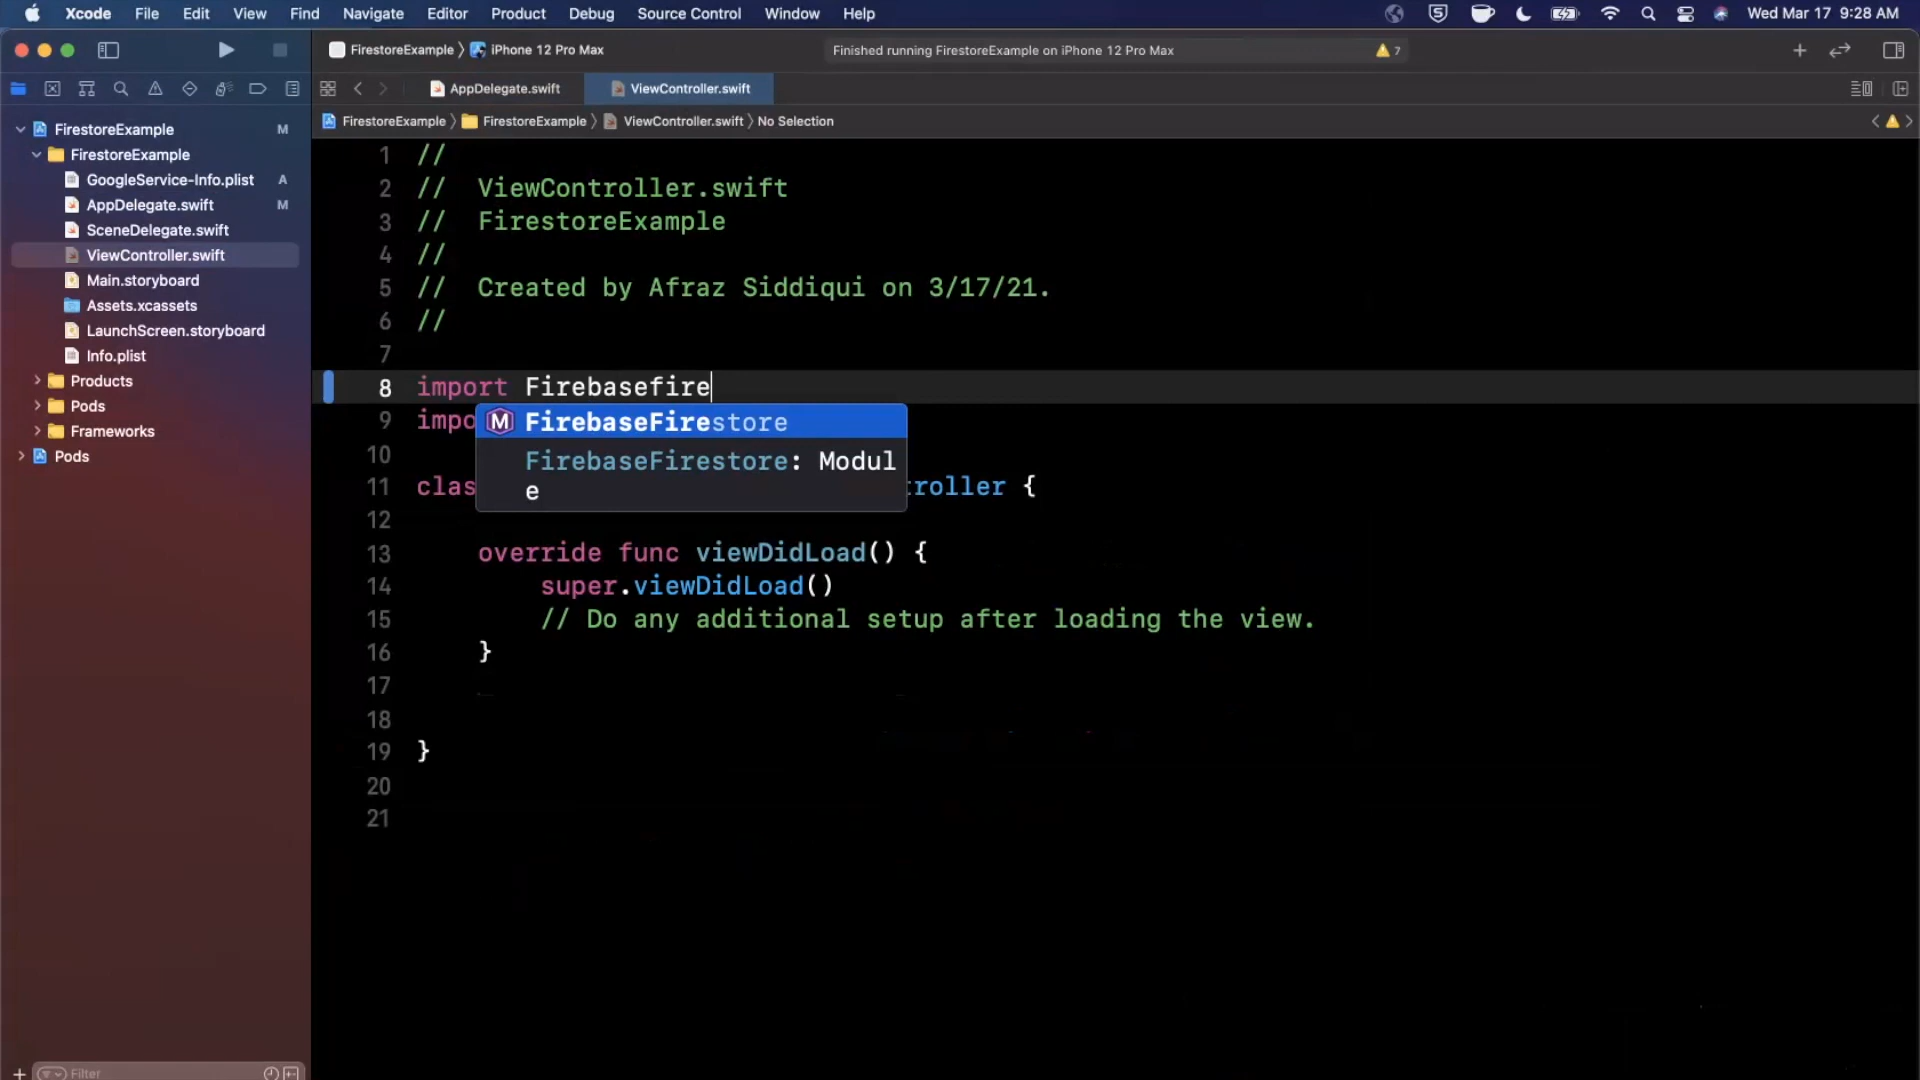 Xcode File Edit View Find Navigate Editor Product Debug Source Control Window Help Wed Mar 17 9:28 AM
FirestoreExample iPhone 12 Pro Max Finished running FirestoreExample on iPhone 12 Pro Max 7
AppDelegate.swift ViewController.swift
FirestoreExample FirestoreExample ViewController.swift No Selection
FirestoreExample M
FirestoreExample
GoogleService-Info.plist A
AppDelegate.swift M
SceneDelegate.swift
ViewController.swift
Main.storyboard
Assets.xcassets
LaunchScreen.storyboard
Info.plist
Products
Pods
Frameworks
Pods
Filter
1 //
2 // ViewController.swift
3 // FirestoreExample
4 //
5 // Created by Afraz Siddiqui on 3/17/21.
6 //
7
8 import Firebasefire
M FirebaseFirestore
FirebaseFirestore: Modul
e
9 impo
10
11 clas roller {
12
13 override func viewDidLoad() {
14 super.viewDidLoad()
15 // Do any additional setup after loading the view.
16 }
17
18
19 }
20
21